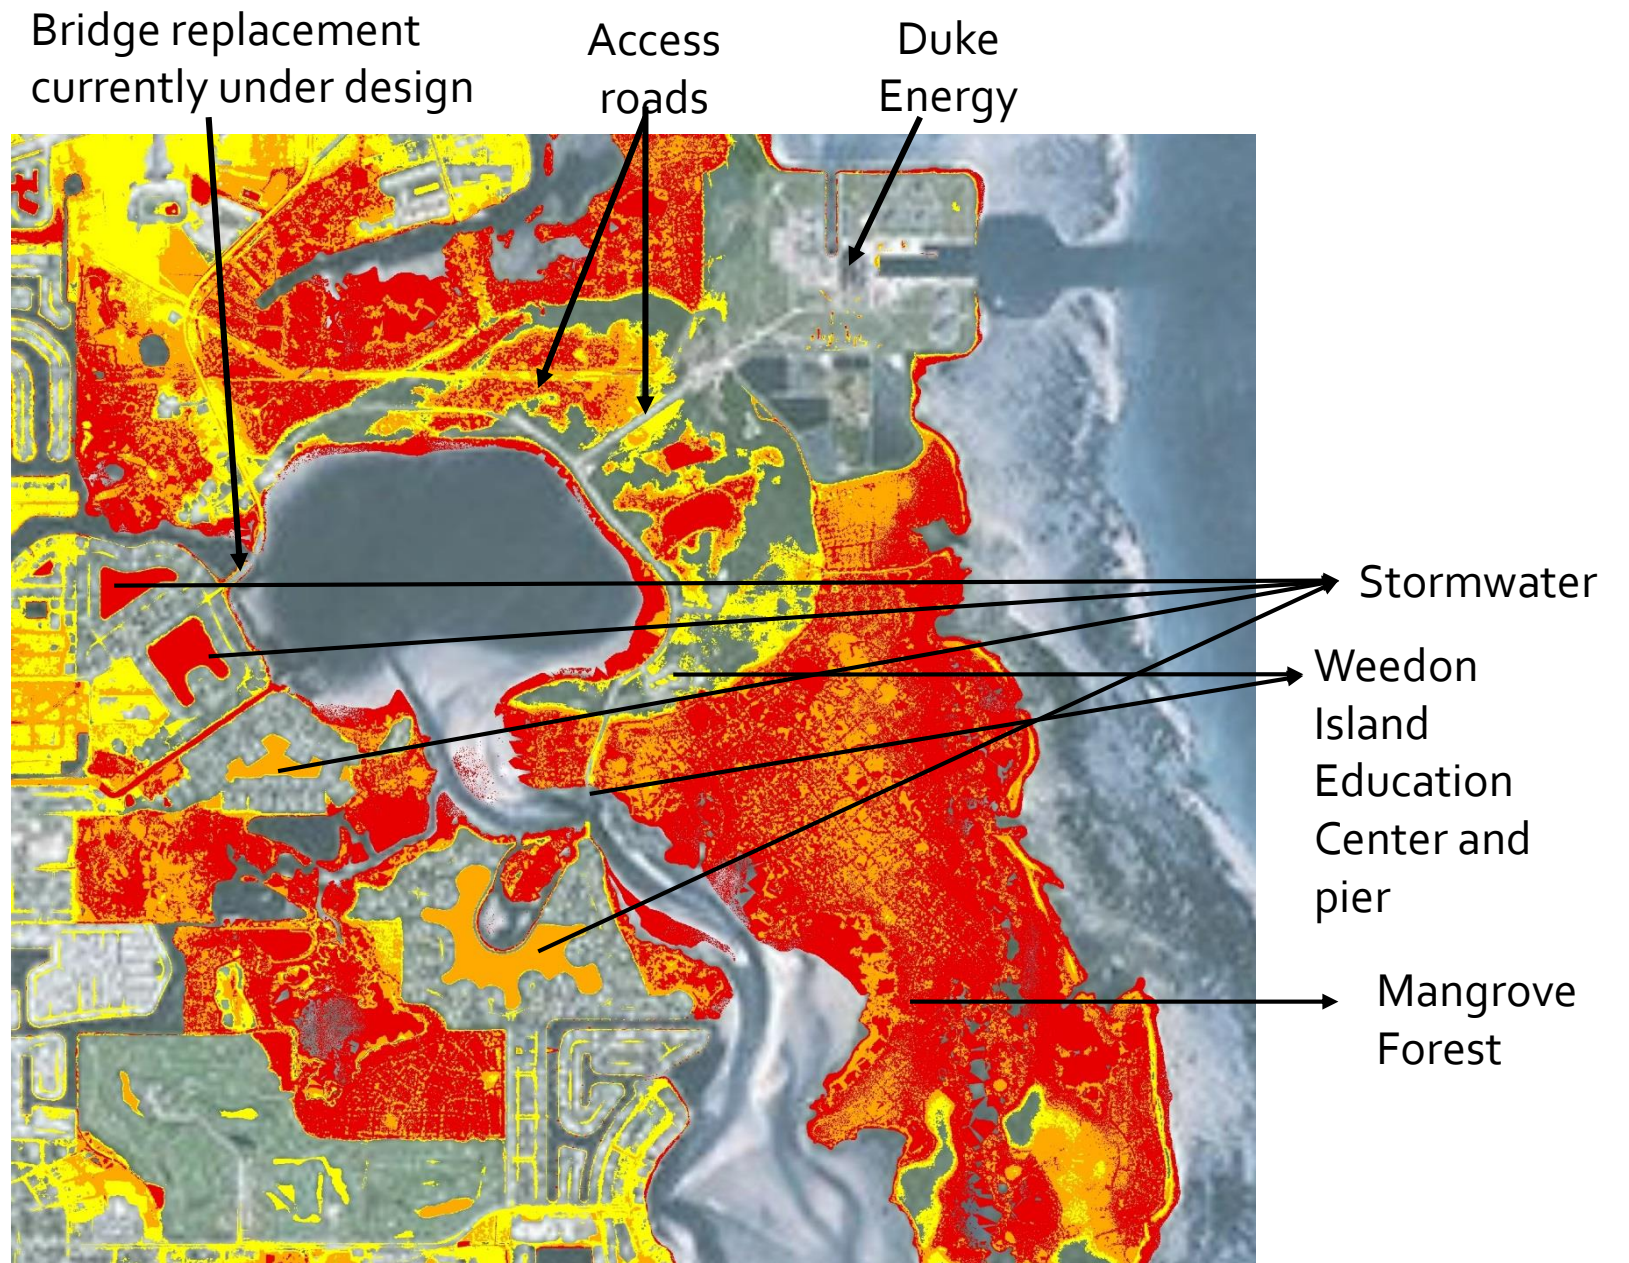 Bridge replacement
currently under design
Access
roads
Duke
Energy
Stormwater
Weedon
Island
Education
Center and
pier
Mangrove
Forest